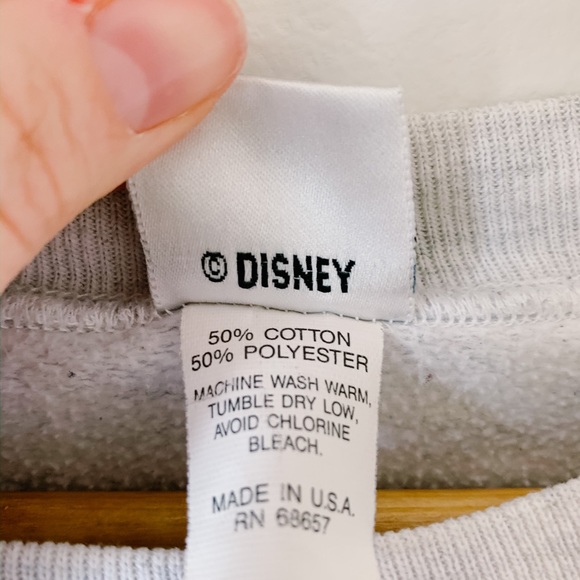 © DISNEY
50% COTTON
50% POLYESTER
MACHINE WASH WARM,
TUMBLE DRY LOW,
AVOID CHLORINE
BLEACH.
MADE IN U.S.A.
RN 68657